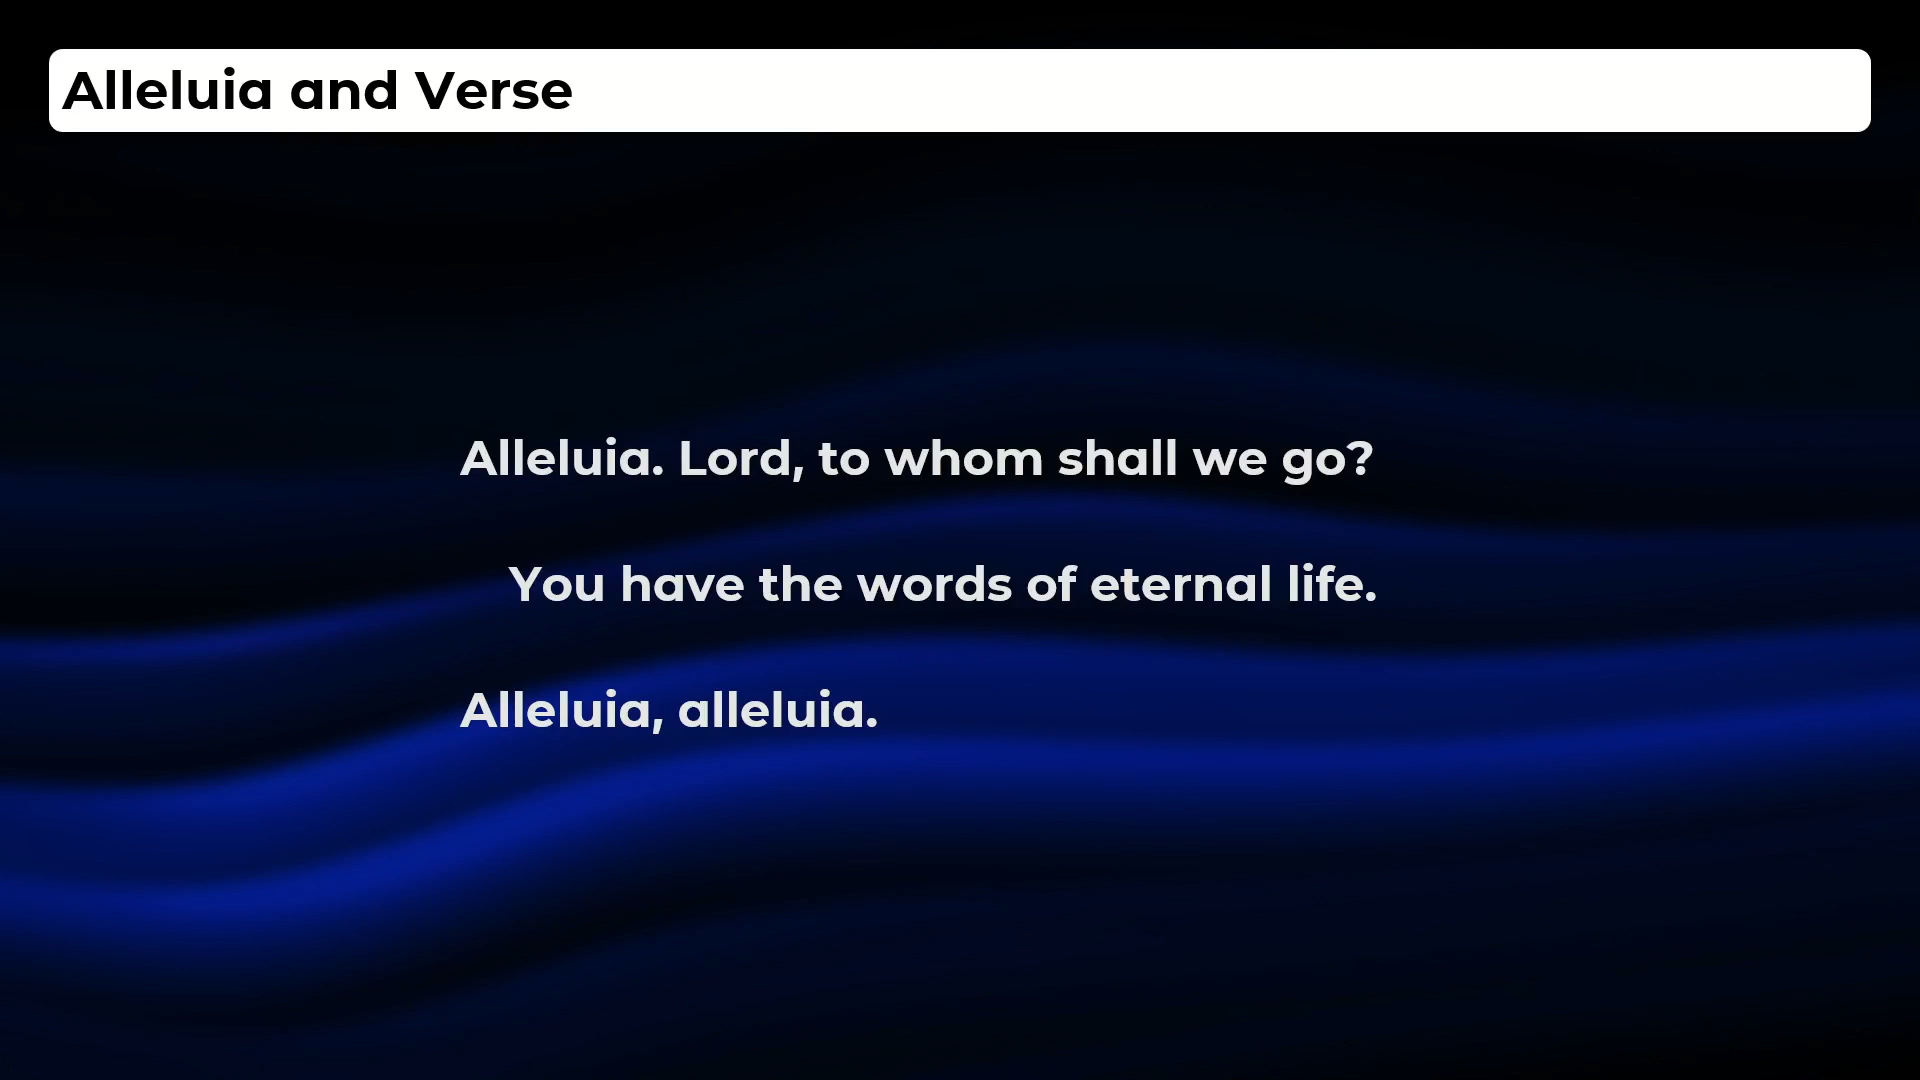 Alleluia and Verse
Alleluia. Lord, to whom shall we go?
You have the words of eternal life.
Alleluia, alleluia.